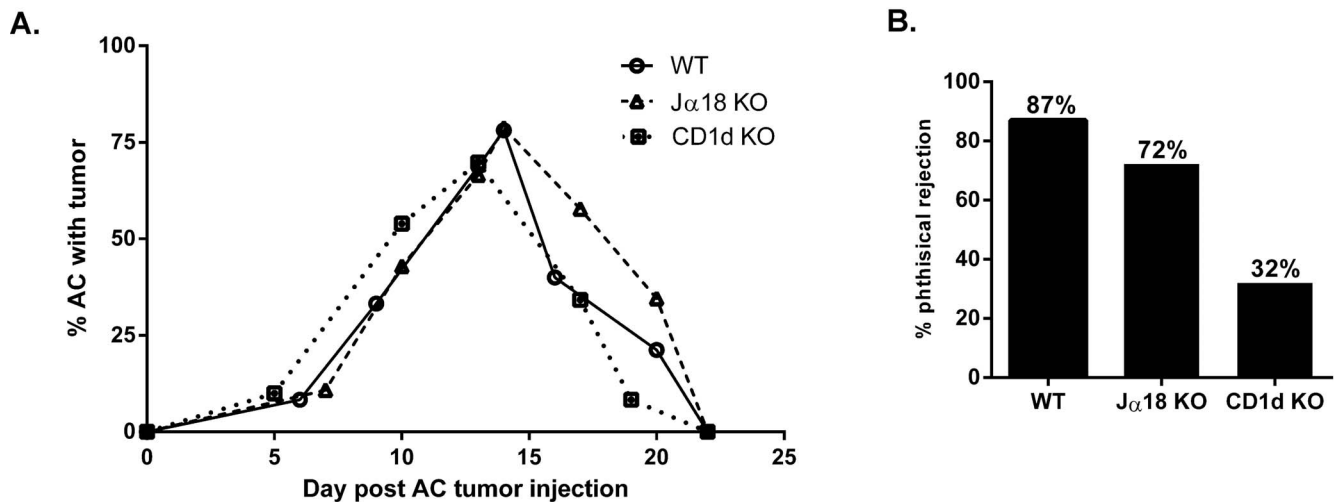 A.
100
75
50
25
0
% AC with tumor
0 5 10 15 20 25
Day post AC tumor injection
WT
Jα18 KO
CD1d KO
B.
100
80
60
40
20
0
% phthisical rejection
87%
72%
32%
WT Jα18 KO CD1d KO